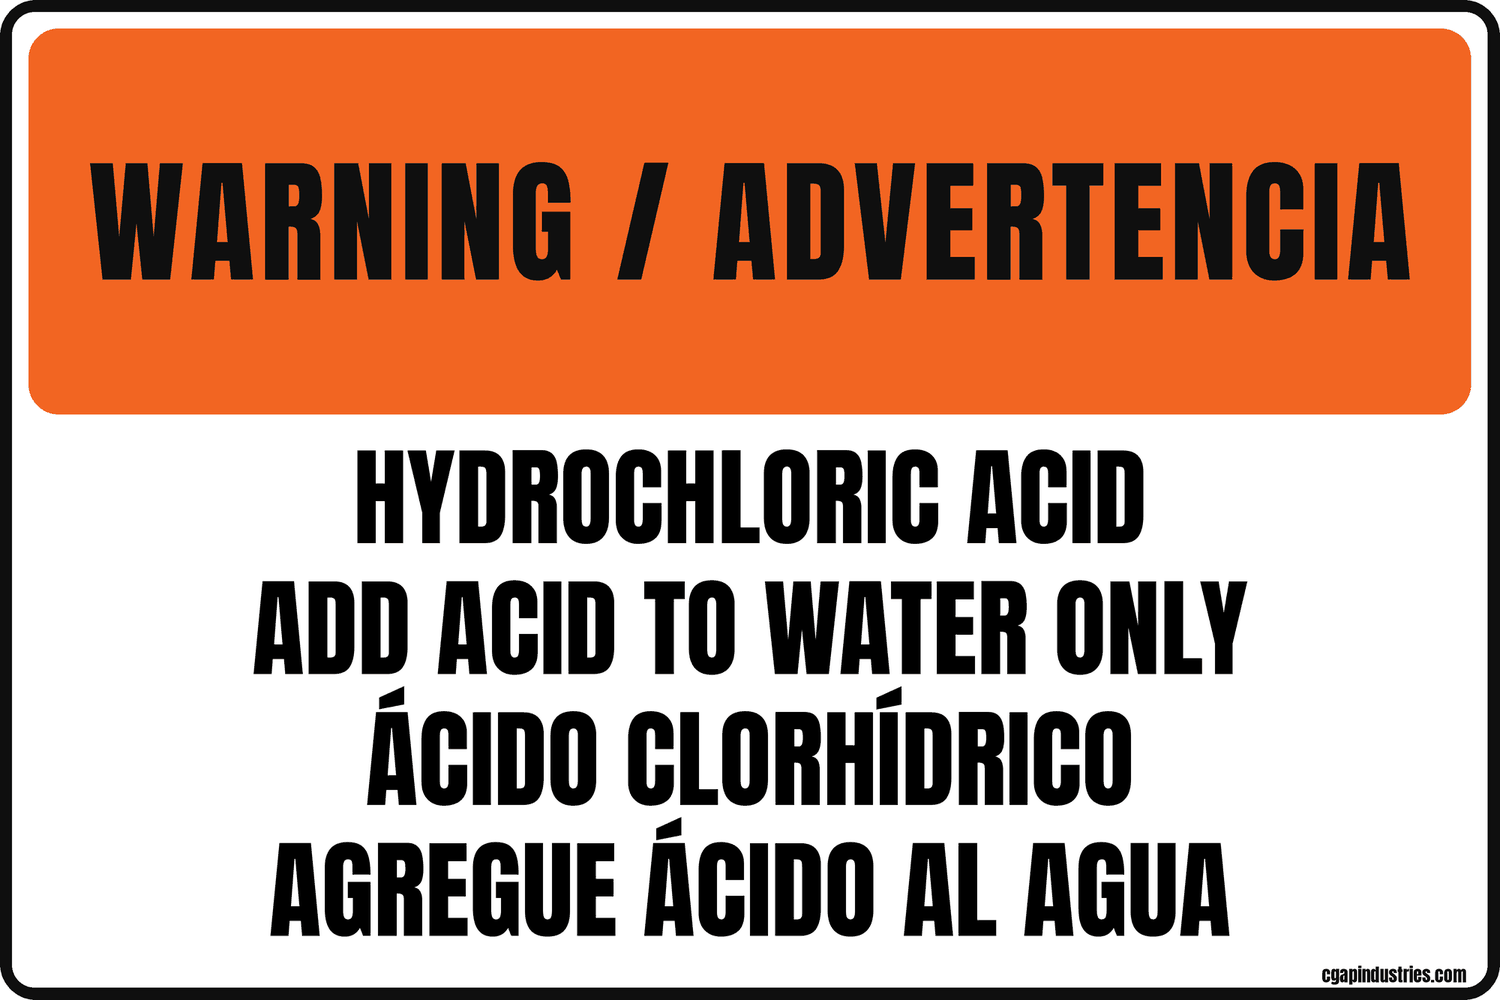 WARNING / ADVERTENCIA
HYDROCHLORIC ACID
ADD ACID TO WATER ONLY
ÁCIDO CLORHÍDRICO
AGREGUE ÁCIDO AL AGUA
cgapindustries.com